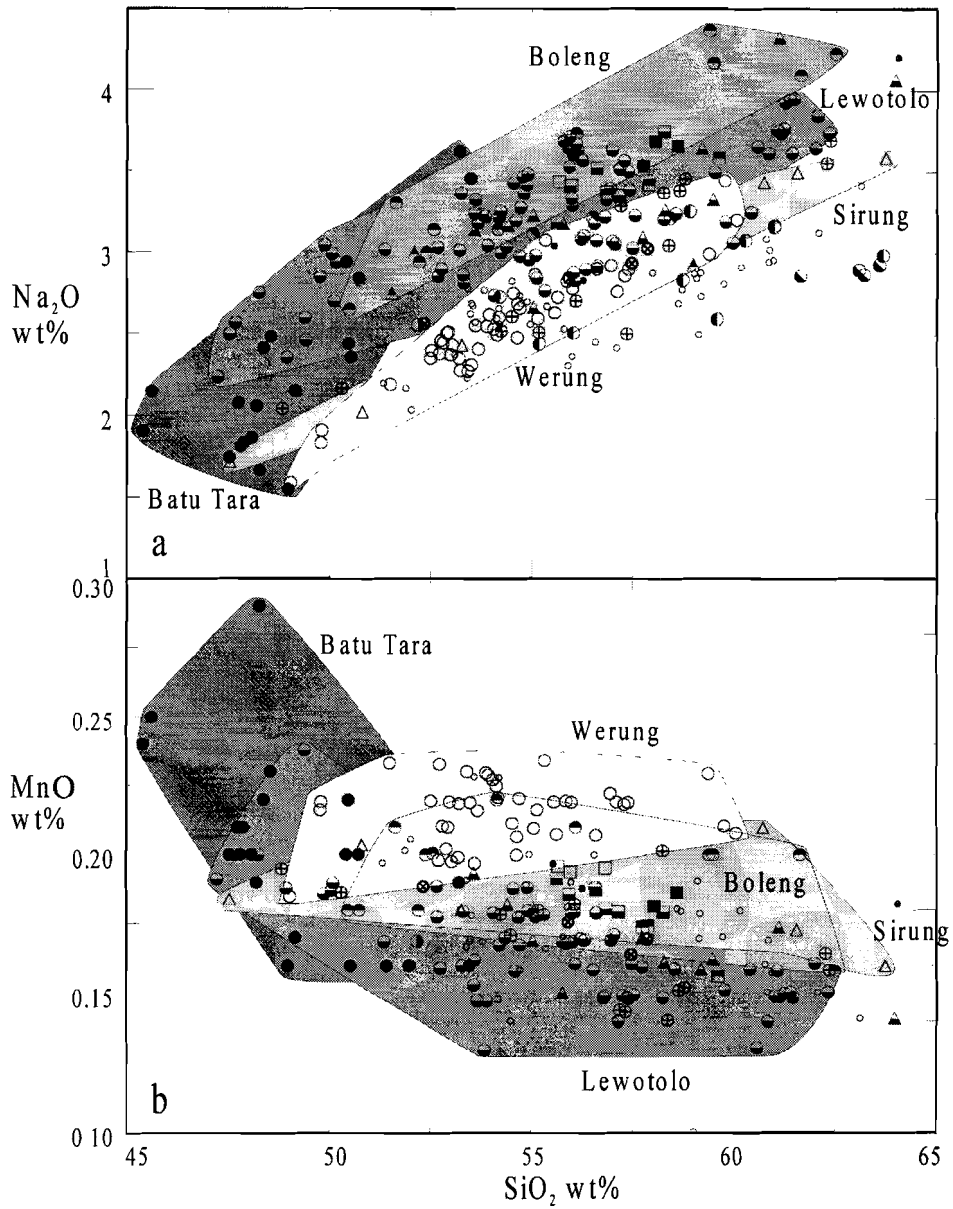 a
Boleng
4
Lewotolo
3
Sirung
Na₂O
wt%
Werung
2
Batu Tara
a
1
0.30
Batu Tara
0.25
Werung
MnO
wt%
0.20
Boleng
Sirung
0.15
Lewotolo
b
0 10
45 50 55 60 65
SiO₂ wt%